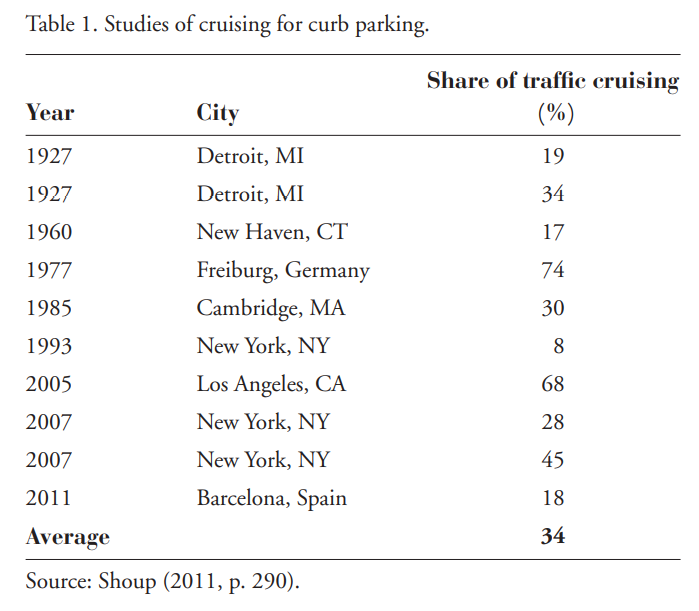 Table 1. Studies of cruising for curb parking.
Share of traffic cruising
Year City (%)
1927 Detroit, MI 19
1927 Detroit, MI 34
1960 New Haven, CT 17
1977 Freiburg, Germany 74
1985 Cambridge, MA 30
1993 New York, NY 8
2005 Los Angeles, CA 68
2007 New York, NY 28
2007 New York, NY 45
2011 Barcelona, Spain 18
Average 34
Source: Shoup (2011, p. 290).